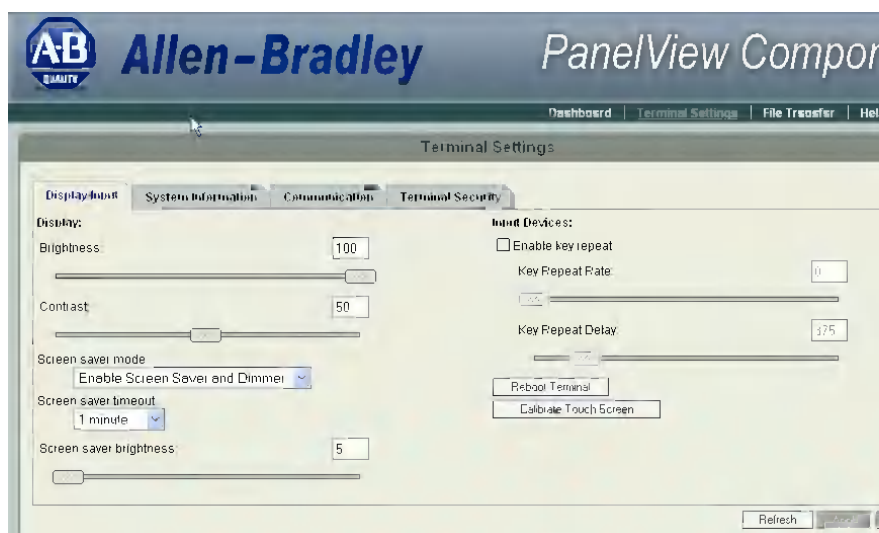 AB
QUALITY
Allen-Bradley
PanelView Compor
Dashboard | Terminal Settings | File Transfer | Hel
Terminal Settings
Display/Input
System Information
Communication
Terminal Security
Display:
Brightness:
100
Contrast:
50
Screen saver mode
Enable Screen Saver and Dimmer
Screen saver timeout
1 minute
Screen saver brightness:
5
Input Devices:
Enable key repeat
Key Repeat Rate:
0
Key Repeat Delay:
375
Reboot Terminal
Calibrate Touch Screen
Refresh